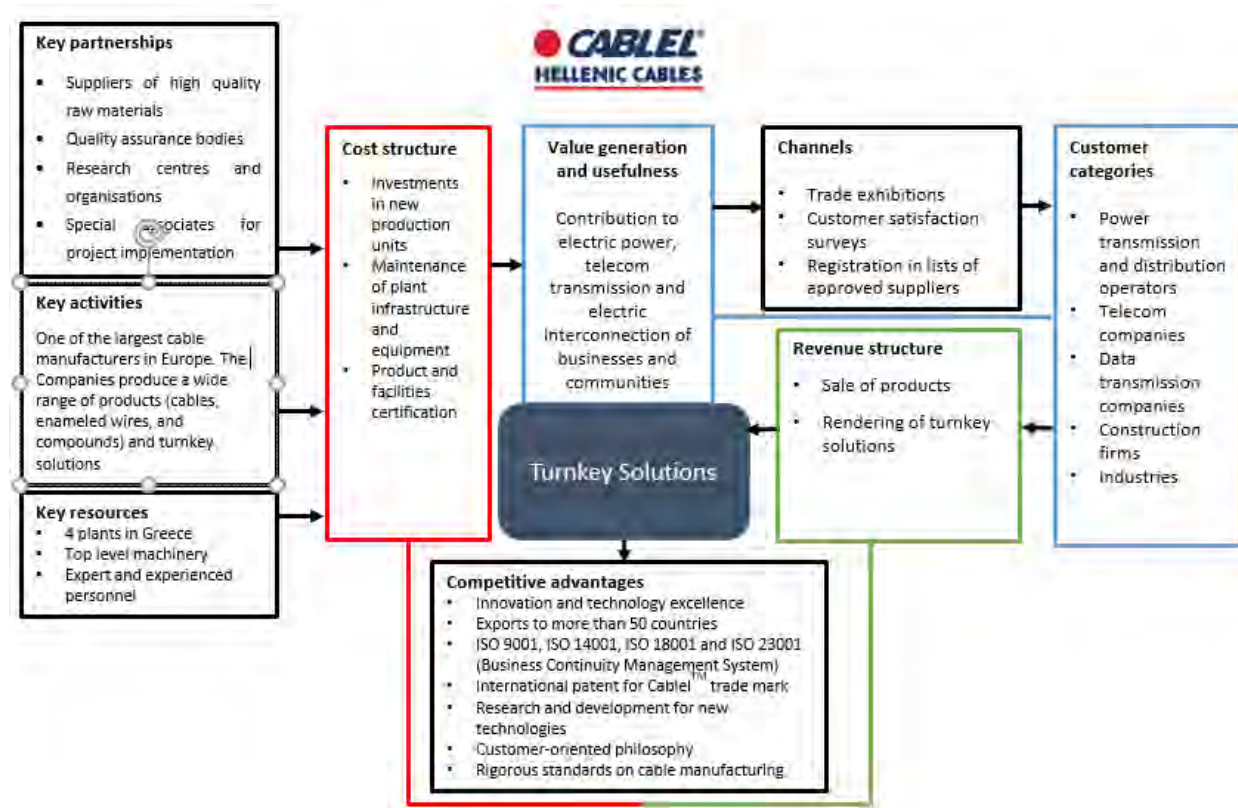 CABLEL®
HELLENIC CABLES
Key partnerships
• Suppliers of high quality
raw materials
• Quality assurance bodies
• Research centres and
organisations
• Special associates for
project implementation
Key activities
One of the largest cable
manufacturers in Europe. The
Companies produce a wide
range of products (cables,
enameled wires, and
compounds) and turnkey
solutions
Key resources
• 4 plants in Greece
• Top level machinery
• Expert and experienced
personnel
Cost structure
• Investments
in new
production
units
• Maintenance
of plant
infrastructure
and
equipment
• Product and
facilities
certification
Value generation
and usefulness
Contribution to
electric power,
telecom
transmission and
electric
Interconnection of
businesses and
communities
Turnkey Solutions
Channels
• Trade exhibitions
• Customer satisfaction
surveys
• Registration in lists of
approved suppliers
Revenue structure
• Sale of products
• Rendering of turnkey
solutions
Customer
categories
• Power
transmission
and distribution
operators
• Telecom
companies
• Data
transmission
companies
• Construction
firms
• Industries
Competitive advantages
• Innovation and technology excellence
• Exports to more than 50 countries
• ISO 9001, ISO 14001, ISO 18001 and ISO 23001
(Business Continuity Management System)
• International patent for Cablel™ trade mark
• Research and development for new
technologies
• Customer-oriented philosophy
• Rigorous standards on cable manufacturing